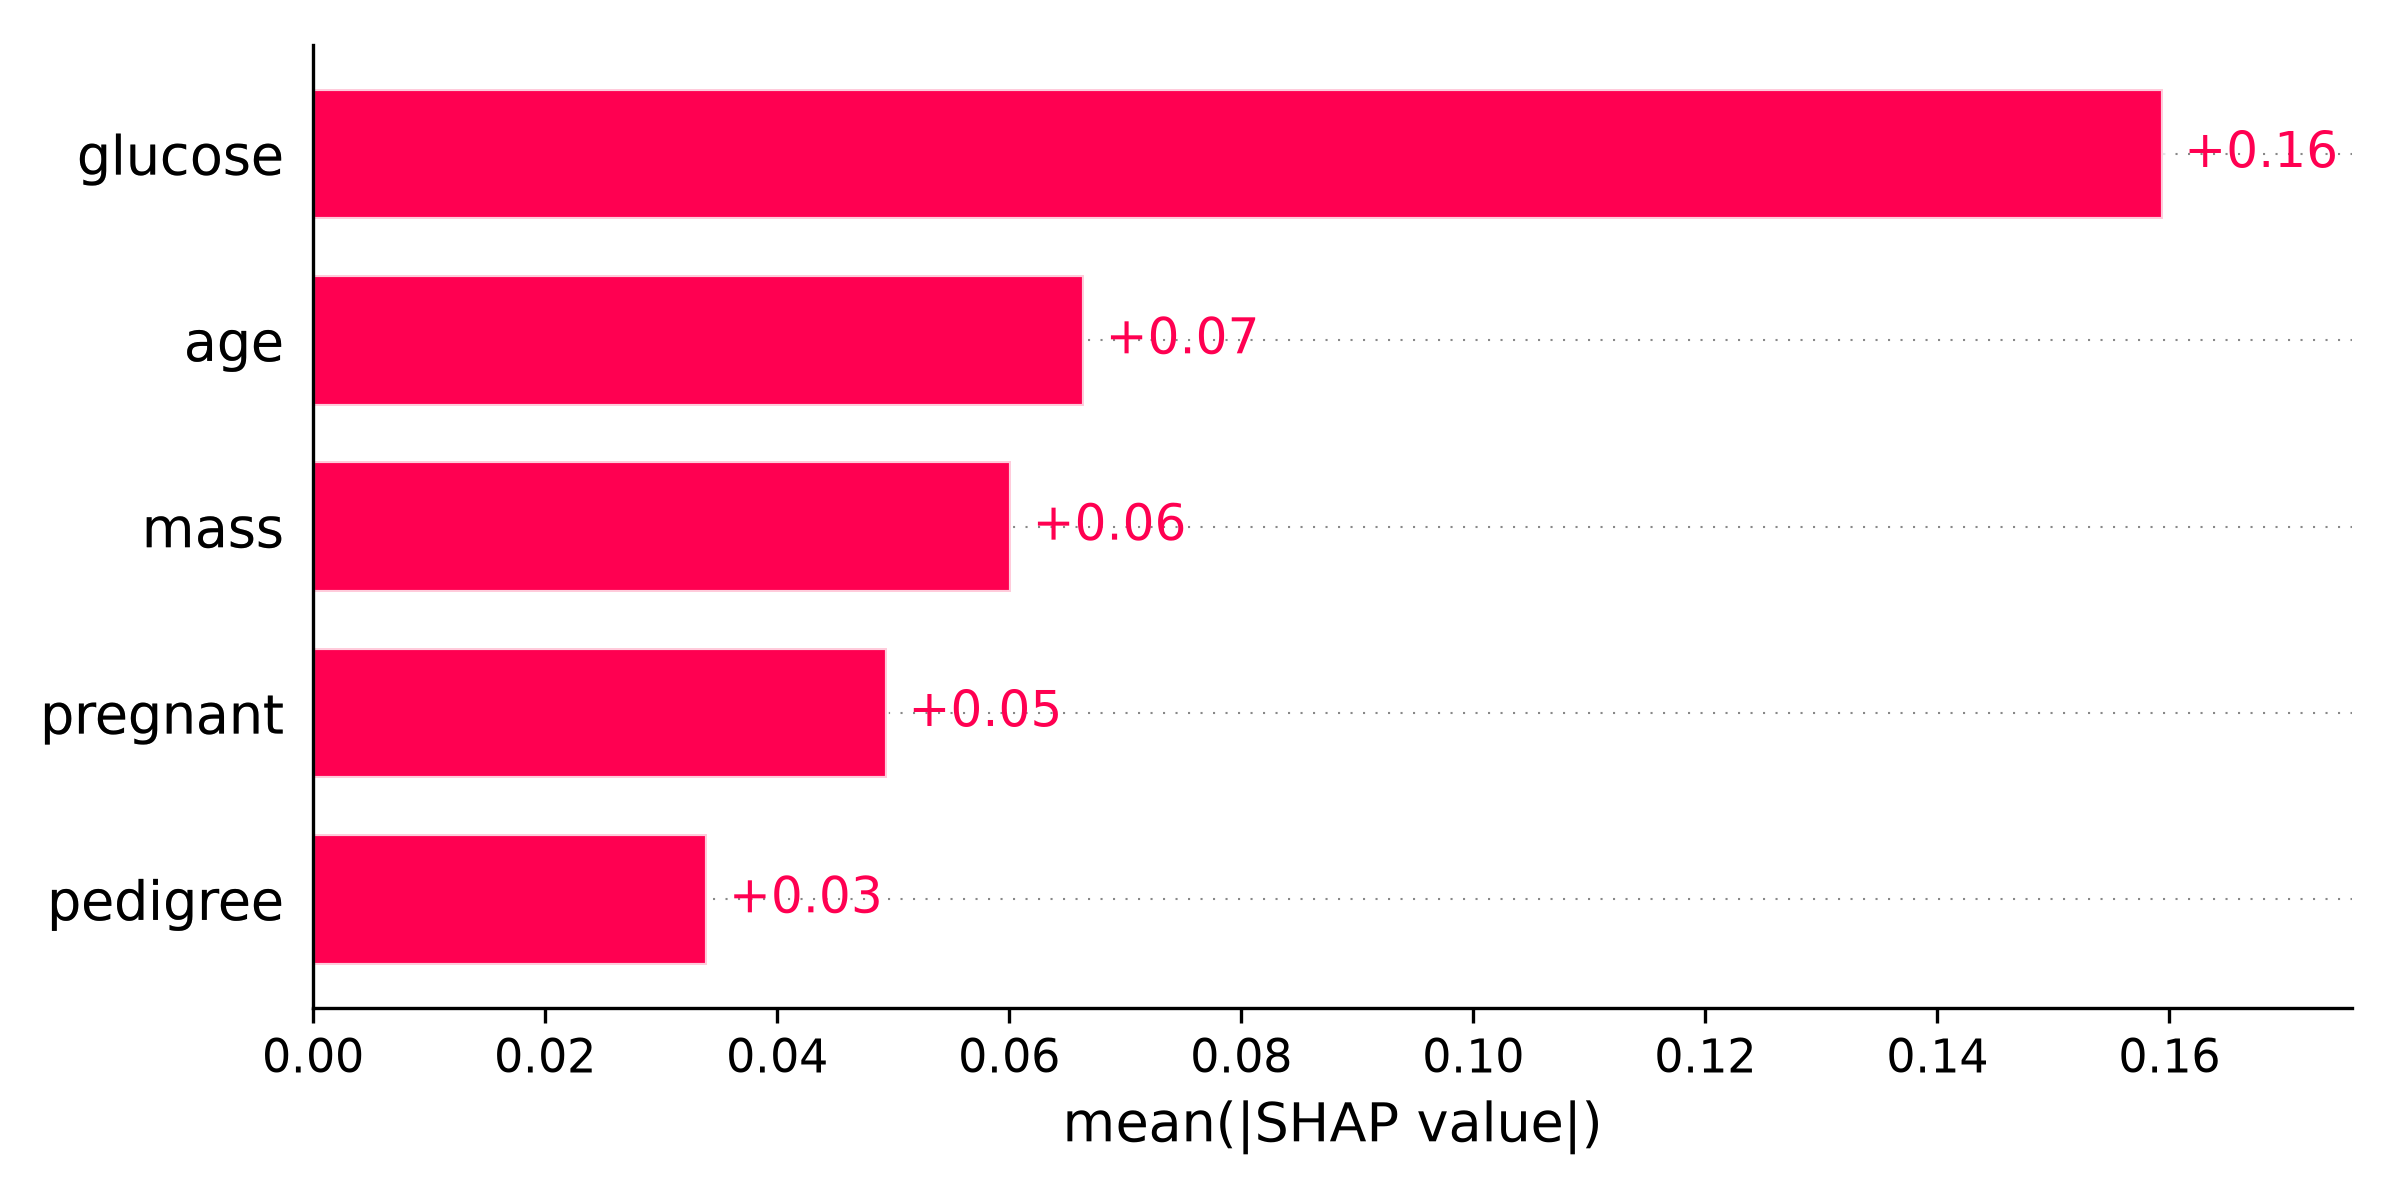 glucose +0.16
age +0.07
mass +0.06
pregnant +0.05
pedigree +0.03
0.00 0.02 0.04 0.06 0.08 0.10 0.12 0.14 0.16
mean(|SHAP value|)